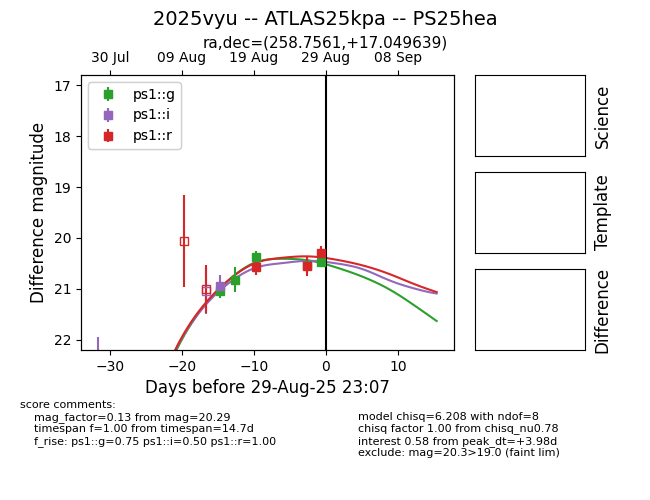 2025vyu -- ATLAS25kpa -- PS25hea
ra,dec=(258.7561,+17.049639)
30 Jul 09 Aug 19 Aug 29 Aug 08 Sep
ps1::g
ps1::i
ps1::r
17
18
19
20
21
22
Difference magnitude
−30 −20 −10 0 10
Days before 29-Aug-25 23:07
Science
Template
Difference
score comments:
mag_factor=0.13 from mag=20.29
timespan f=1.00 from timespan=14.7d
f_rise: ps1::g=0.75 ps1::i=0.50 ps1::r=1.00
model chisq=6.208 with ndof=8
chisq factor 1.00 from chisq_nu0.78
interest 0.58 from peak_dt=+3.98d
exclude: mag=20.3>19.0 (faint lim)